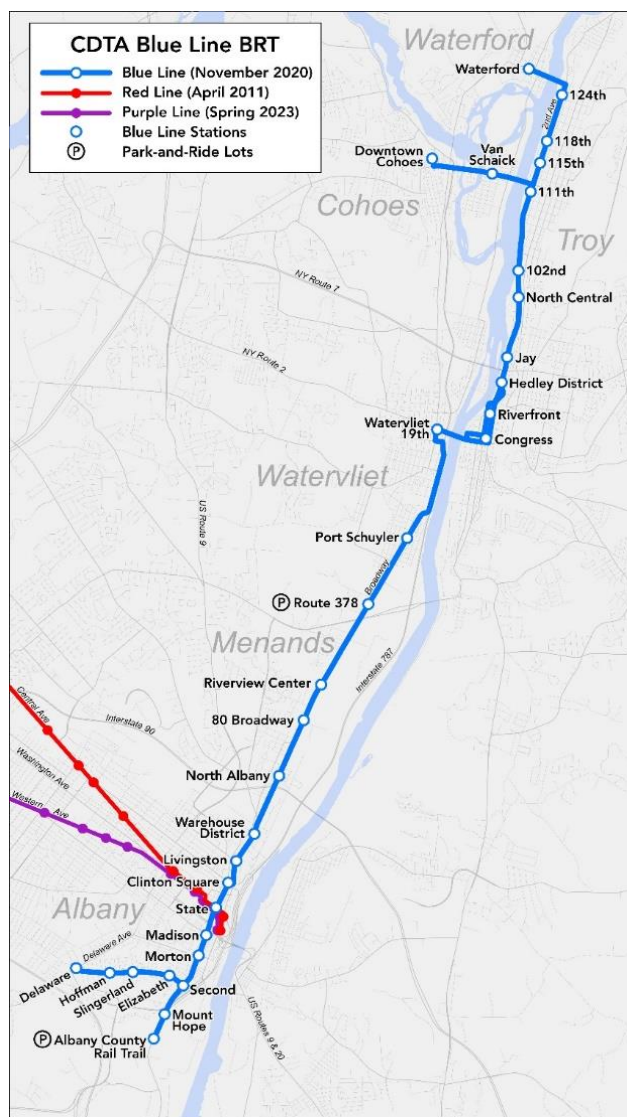 CDTA Blue Line BRT
Blue Line (November 2020)
Red Line (April 2011)
Purple Line (Spring 2023)
Blue Line Stations
P Park-and-Ride Lots
Waterford
Waterford
124th
2nd Ave
118th
Van
Schaick
115th
Downtown
Cohoes
111th
Cohoes
Troy
102nd
NY Route 7
North Central
NY Route 2
Jay
Hedley District
Riverfront
Watervliet
19th
Congress
Watervliet
US Route 9
Port Schuyler
Broadway
P Route 378
Menands
Interstate 787
Riverview Center
Central Ave
Interstate 90
80 Broadway
Washington Ave
North Albany
Western Ave
Warehouse
District
Livingston
Clinton Square
Albany
State
Delaware Ave
Madison
Morton
Delaware
Hoffman
Slingerland
Elizabeth
Second
US Routes 9 & 20
Mount
Hope
P Albany County
Rail Trail